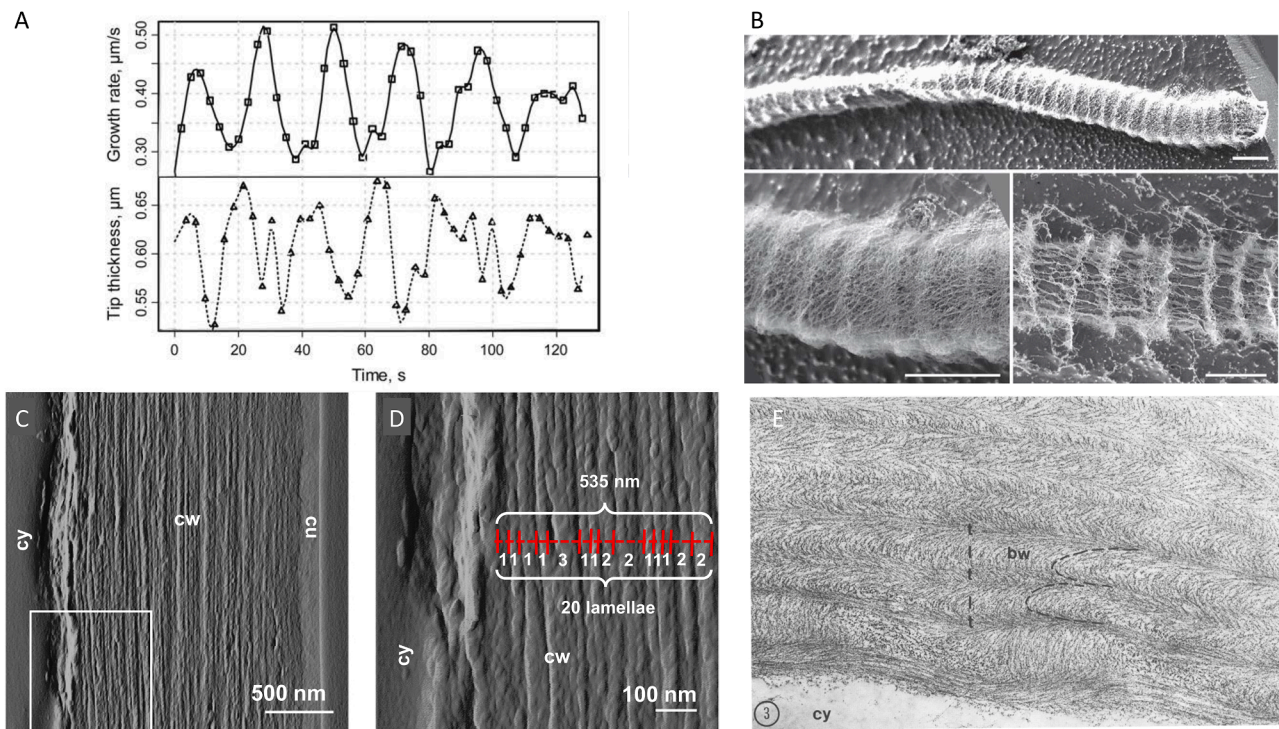 A
Growth rate, µm/s
0.50
0.40
0.30
Tip thickness, µm
0.65
0.60
0.55
0 20 40 60 80 100 120
Time, s
B
C
cy
cw
cu
500 nm
D
535 nm
1 1 1 1 3 1 1 2 2 1 1 1 2 2
20 lamellae
cy
cw
100 nm
E
bw
3
cy